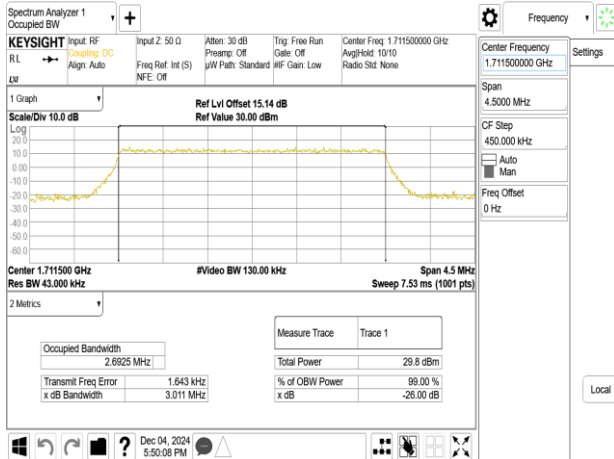 Spectrum Analyzer 1
Occupied BW
+
Frequency
KEYSIGHT
RL
LXI
Input: RF
Coupling: DC
Align: Auto
Input Z: 50 Ω
Freq Ref: Int (S)
NFE: Off
Atten: 30 dB
Preamp: Off
µW Path: Standard
Trig: Free Run
Gate: Off
#IF Gain: Low
Center Freq: 1.711500000 GHz
Avg|Hold: 10/10
Radio Std: None
Center Frequency
1.711500000 GHz
Settings
Span
4.5000 MHz
CF Step
450.000 kHz
Auto
Man
Freq Offset
0 Hz
Local
1 Graph
Scale/Div 10.0 dB
Ref Lvl Offset 15.14 dB
Ref Value 30.00 dBm
Log
20.0
10.0
0.00
-10.0
-20.0
-30.0
-40.0
-50.0
-60.0
Center 1.711500 GHz
Res BW 43.000 kHz
#Video BW 130.00 kHz
Span 4.5 MHz
Sweep 7.53 ms (1001 pts)
2 Metrics
Measure Trace Trace 1
Occupied Bandwidth
2.6925 MHz
Total Power 29.8 dBm
Transmit Freq Error 1.643 kHz
% of OBW Power 99.00 %
x dB Bandwidth 3.011 MHz
x dB -26.00 dB
?
Dec 04, 2024
5:50:08 PM